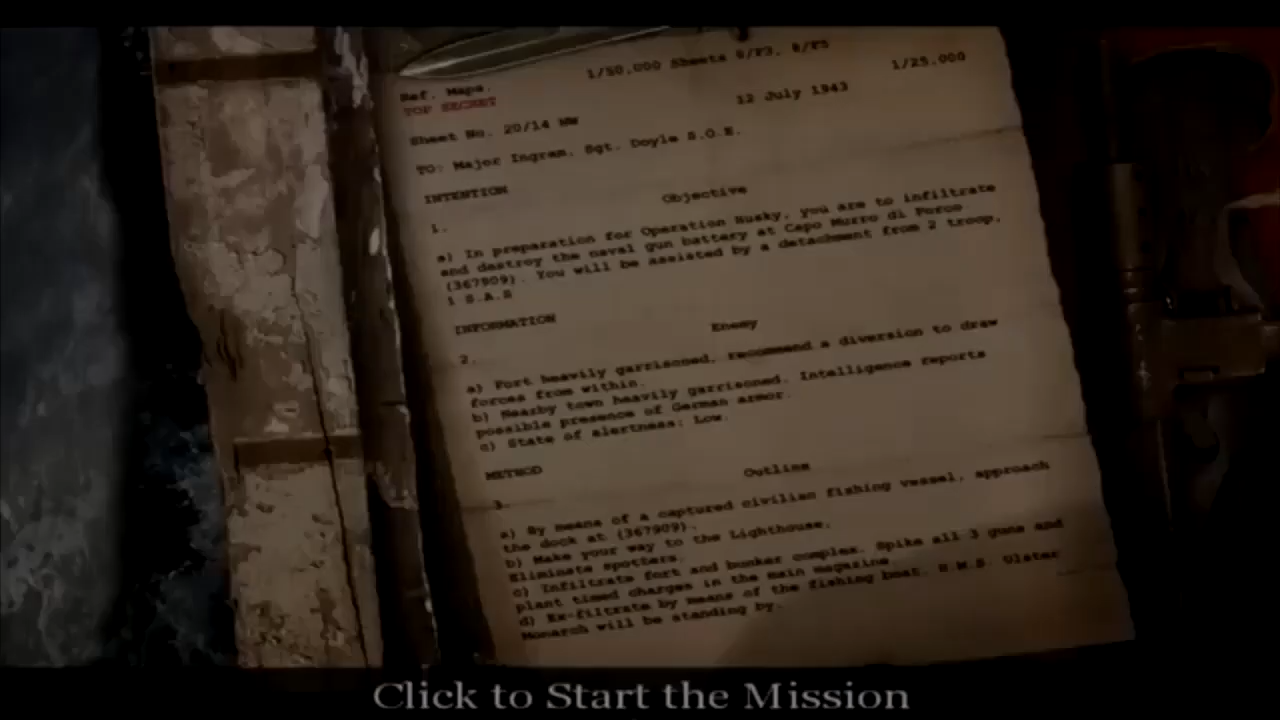 1/50,000 Sheets 8/F3, 8/F5
1/25,000
Ref. Maps.
TOP SECRET
12 July 1943
Sheet No. 20/14 NW
TO: Major Ingram. Sgt. Doyle S.O.E.
INTENTION
Objective
1.
a) In preparation for Operation Husky, you are to infiltrate
and destroy the naval gun battery at Capo Murro di Porco
(367909). You will be assisted by a detachment from 2 troop,
1 S.A.S
INFORMATION
Enemy
2.
a) Fort heavily garrisoned, recommend a diversion to draw
forces from within.
b) Nearby town heavily garrisoned. Intelligence reports
possible presence of German armor.
c) State of alertness: Low.
METHOD
Outline
3.
a) By means of a captured civilian fishing vessel, approach
the dock at (367909).
b) Make your way to the Lighthouse.
Eliminate spotters.
c) Infiltrate fort and bunker complex. Spike all 3 guns and
plant timed charges in the main magazine
d) Ex-filtrate by means of the fishing boat. H.M.S. Ulster
Monarch will be standing by.
Click to Start the Mission